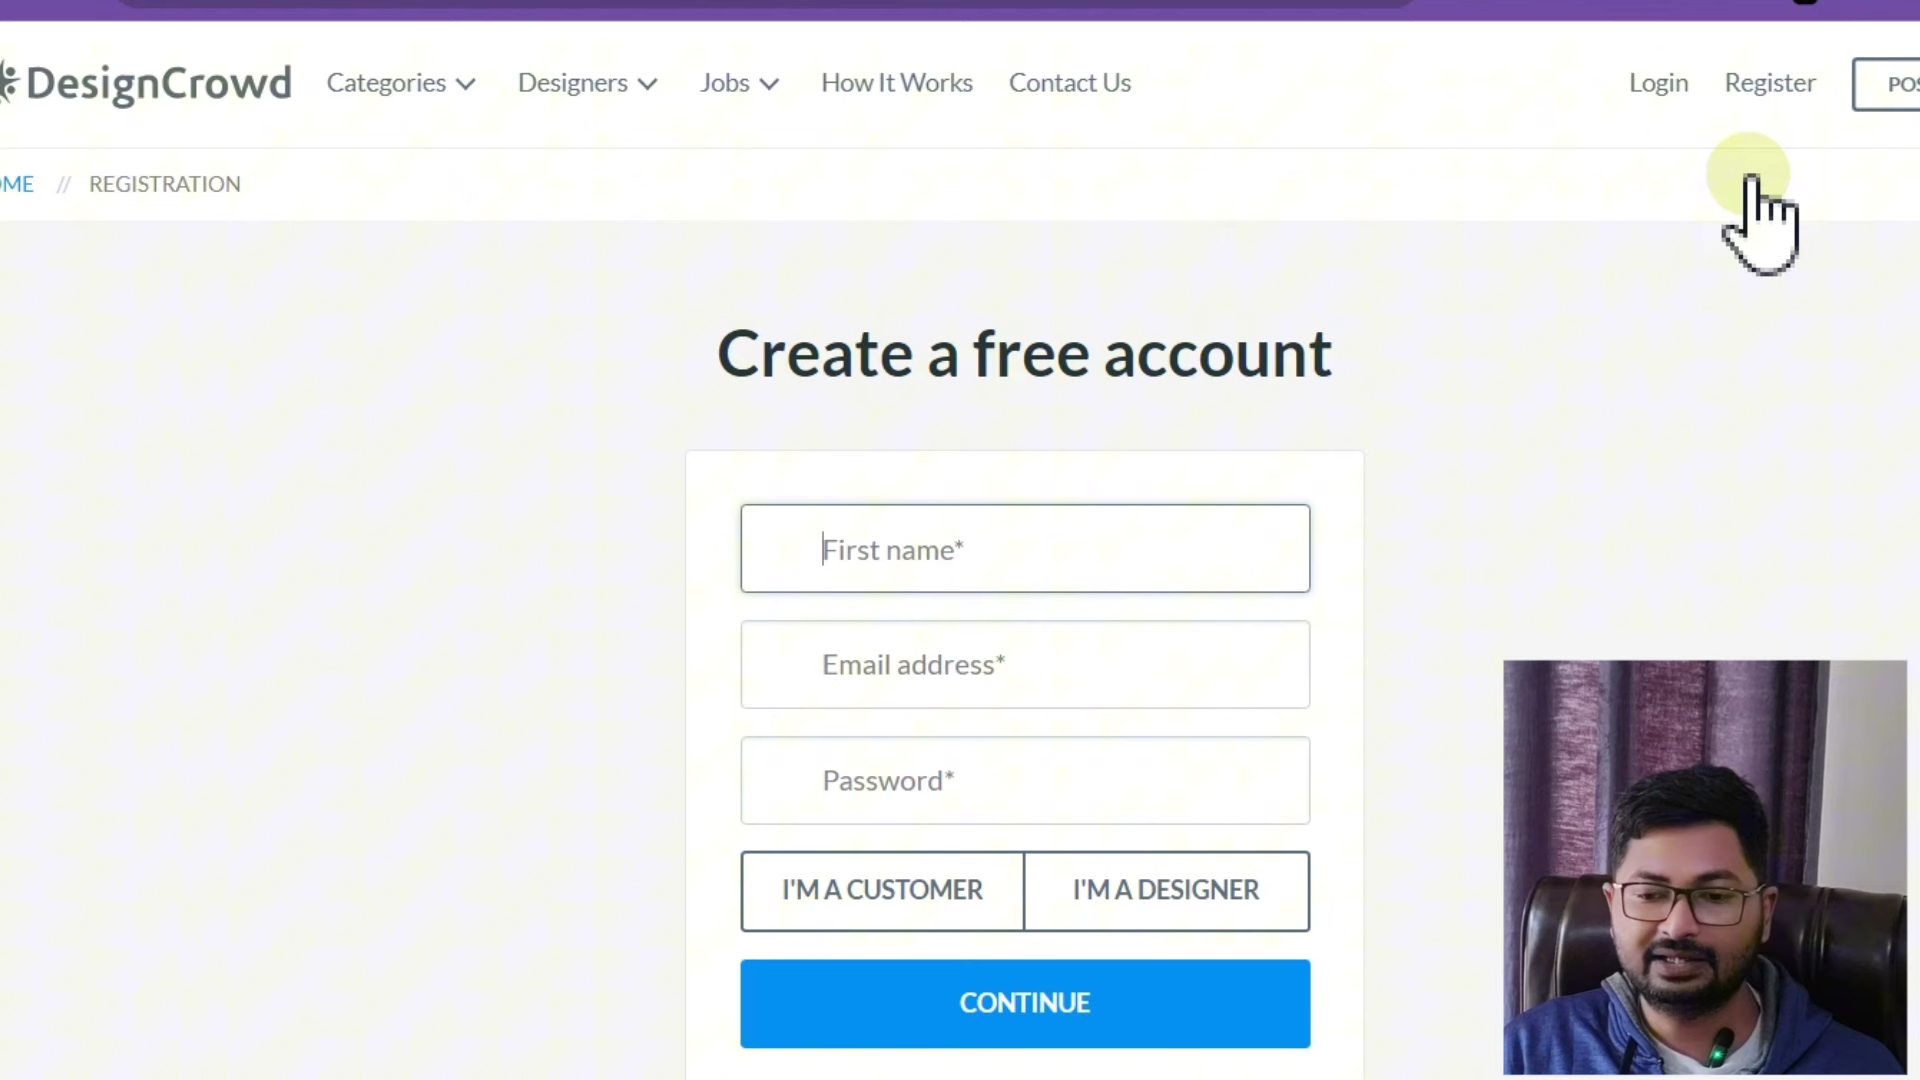 DesignCrowd Categories Designers Jobs How It Works Contact Us Login Register
// REGISTRATION
Create a free account
First name*
Email address*
Password*
I'M A CUSTOMER I'M A DESIGNER
CONTINUE